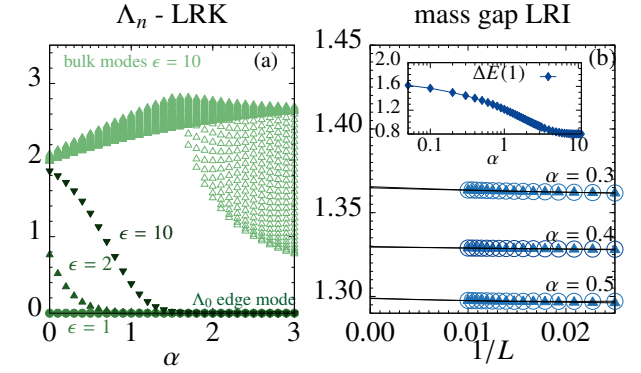 Λₙ - LRK
3
2
1
0
0
1
2
3
α
bulk modes ϵ = 10
(a)
ϵ = 10
ϵ = 2
ϵ = 1
Λ₀ edge mode
mass gap LRI
1.45
1.40
1.35
1.30
0.00
0.01
0.02
1/L
(b)
2.0
1.6
1.2
0.8
0.1
1
10
α
ΔE(1)
α = 0.3
α = 0.4
α = 0.5